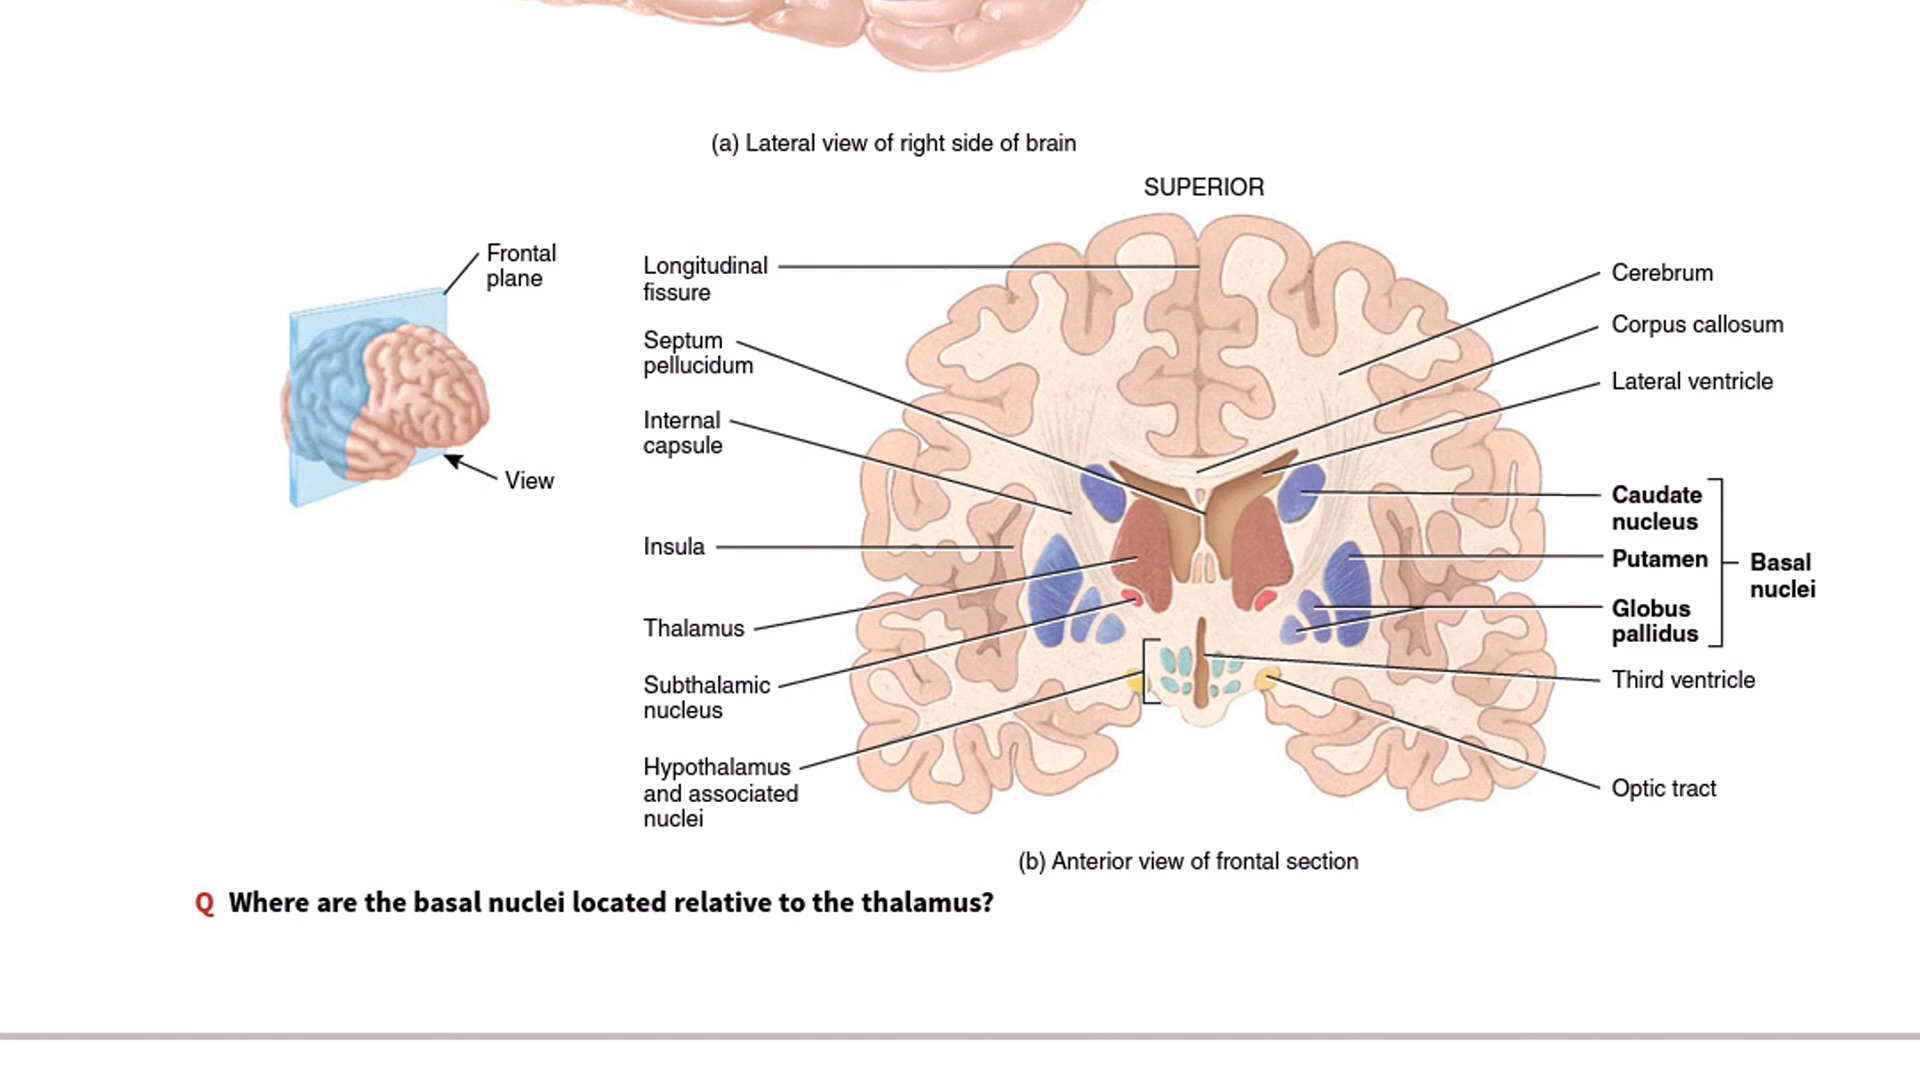 (a) Lateral view of right side of brain
SUPERIOR
Frontal
plane
View
Longitudinal
fissure
Septum
pellucidum
Internal
capsule
Insula
Thalamus
Subthalamic
nucleus
Hypothalamus
and associated
nuclei
Cerebrum
Corpus callosum
Lateral ventricle
Caudate
nucleus
Putamen
Globus
pallidus
Basal
nuclei
Third ventricle
Optic tract
(b) Anterior view of frontal section
Q Where are the basal nuclei located relative to the thalamus?